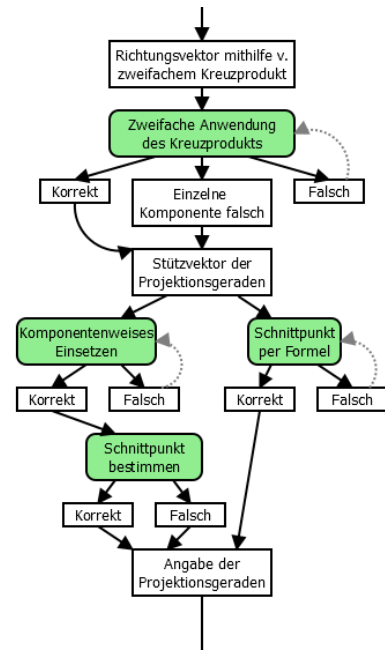 Richtungsvektor mithilfe v.
zweifachem Kreuzprodukt
Zweifache Anwendung
des Kreuzprodukts
Korrekt
Einzelne
Komponente falsch
Falsch
Stützvektor der
Projektionsgeraden
Komponentenweises
Einsetzen
Schnittpunkt
per Formel
Korrekt
Falsch
Korrekt
Falsch
Schnittpunkt
bestimmen
Korrekt
Falsch
Angabe der
Projektionsgeraden